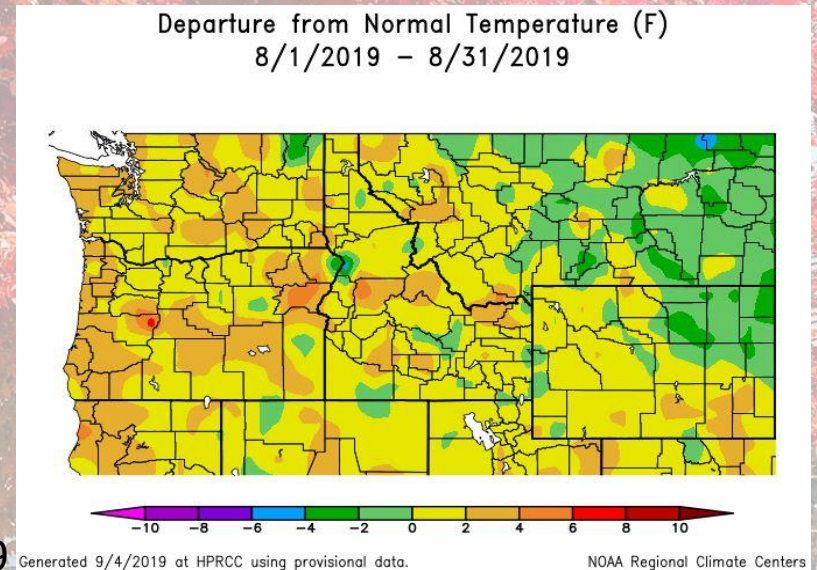 Departure from Normal Temperature (F)
8/1/2019 – 8/31/2019
-10 -8 -6 -4 -2 0 2 4 6 8 10
9
Generated 9/4/2019 at HPRCC using provisional data. NOAA Regional Climate Centers